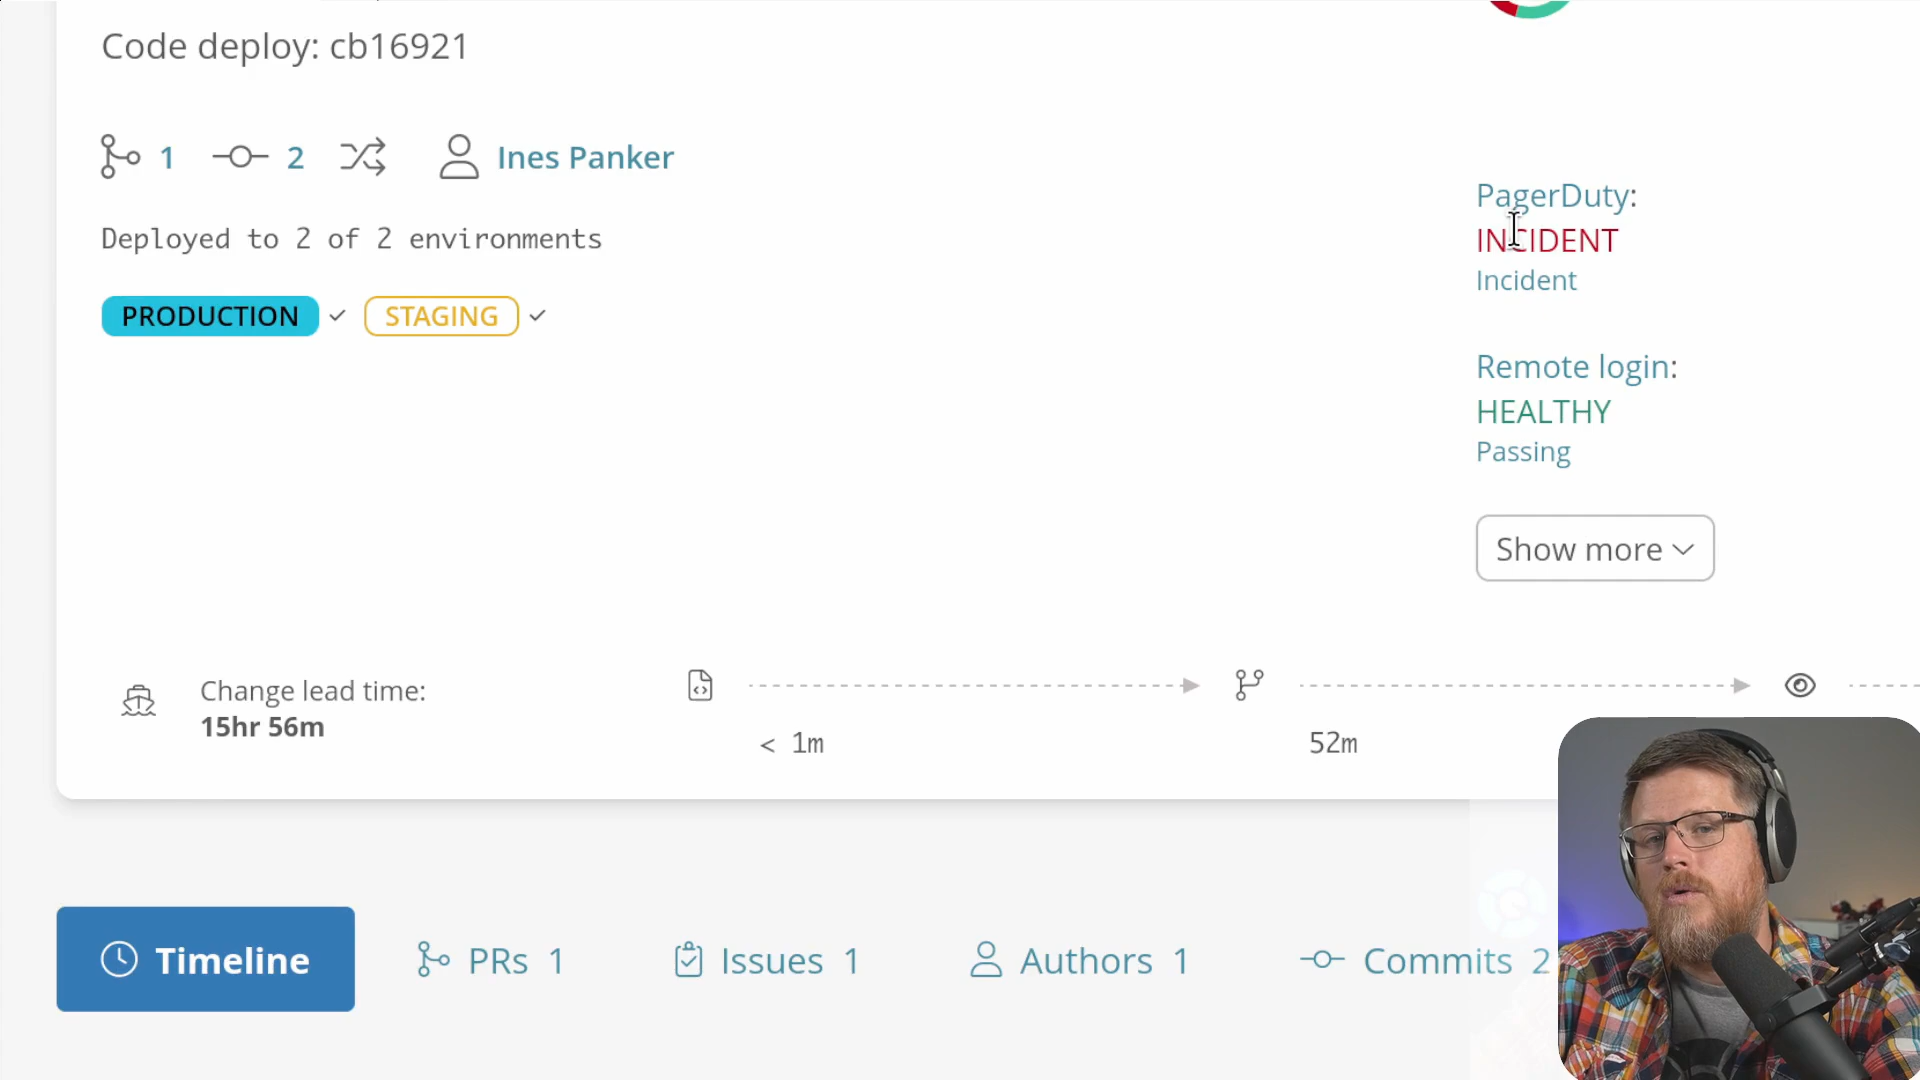 Code deploy: cb16921
1 2 Ines Panker
Deployed to 2 of 2 environments
PRODUCTION STAGING
PagerDuty:
INCIDENT
Incident
Remote login:
HEALTHY
Passing
Show more
Change lead time:
15hr 56m
< 1m
52m
Timeline
PRs 1
Issues 1
Authors 1
Commits 2